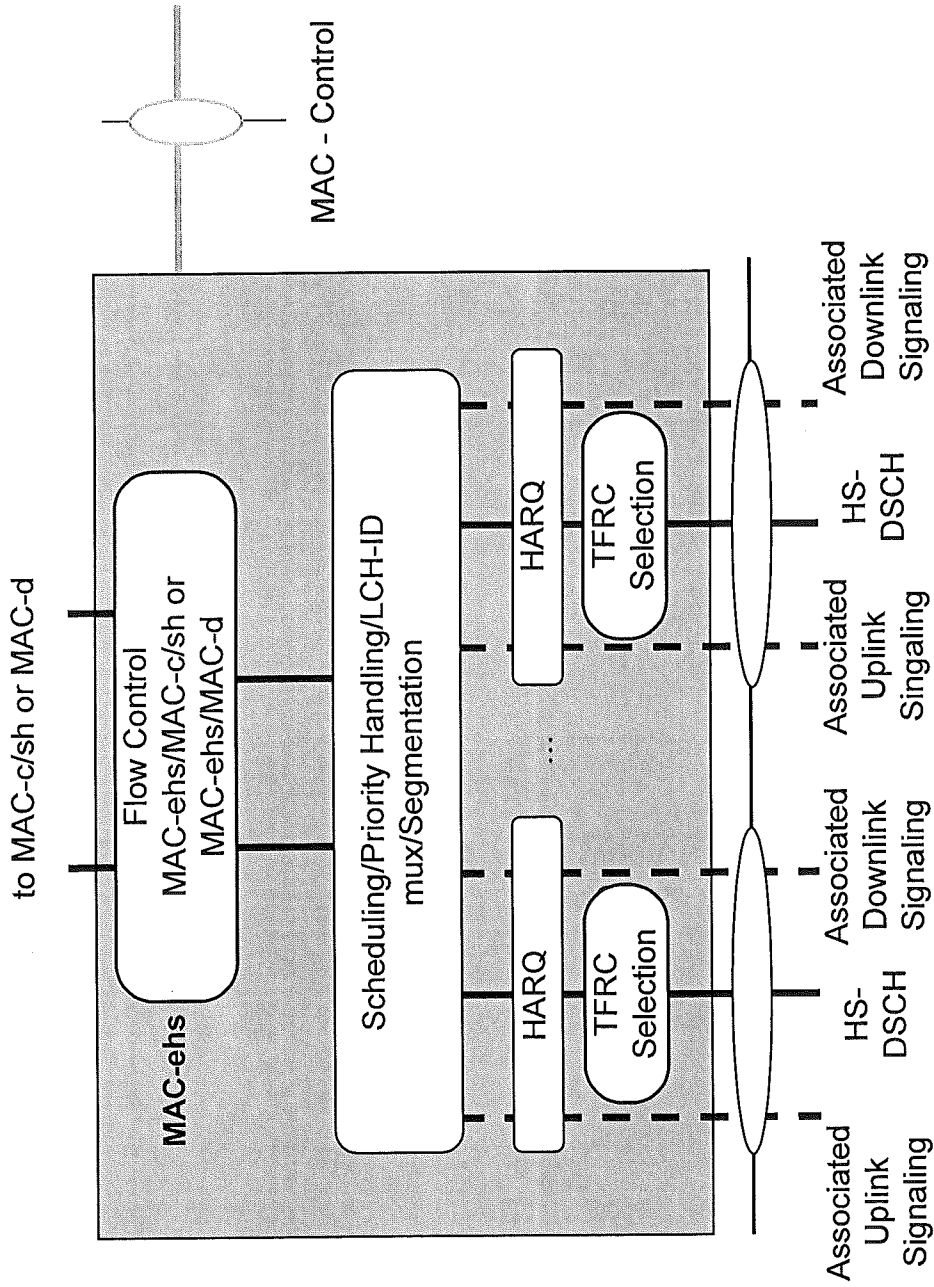 to MAC-c/sh or MAC-d
MAC-ehs
Flow Control
MAC-ehs/MAC-c/sh or
MAC-ehs/MAC-d
MAC - Control
Scheduling/Priority Handling/LCH-ID
mux/Segmentation
HARQ
...
HARQ
TFRC
Selection
TFRC
Selection
Associated
Uplink
Signaling
HS-
DSCH
Associated
Downlink
Signaling
Associated
Uplink
Singaling
HS-
DSCH
Associated
Downlink
Signaling